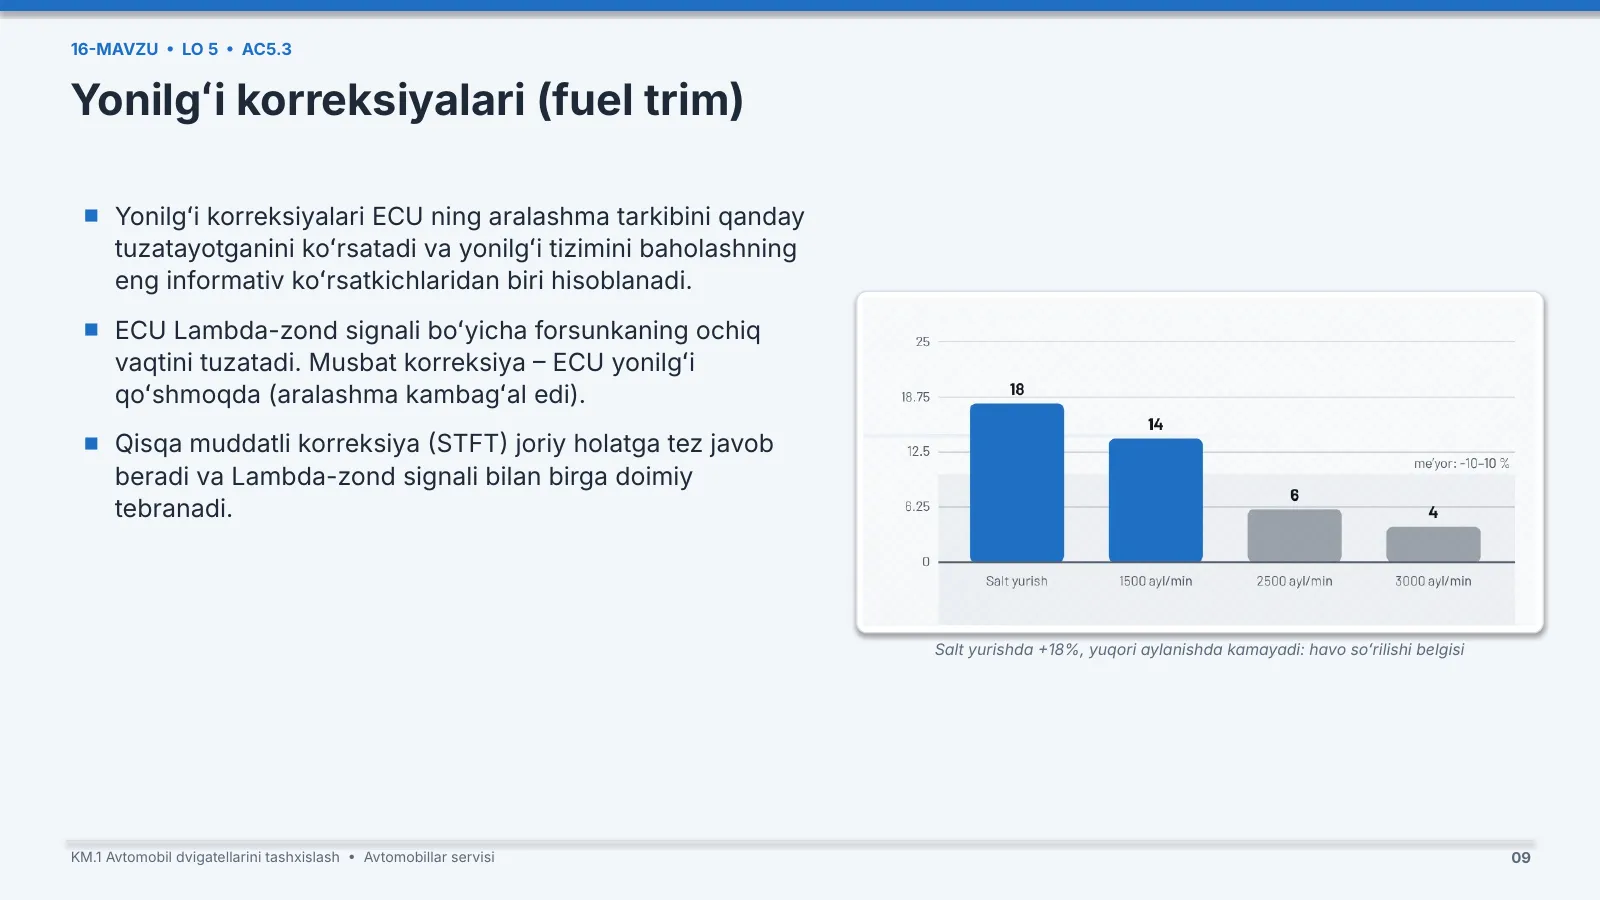 16-MAVZU • LO 5 • AC5.3
Yonilgʻi korreksiyalari (fuel trim)
Yonilgʻi korreksiyalari ECU ning aralashma tarkibini qanday
tuzatayotganini koʻrsatadi va yonilgʻi tizimini baholashning
eng informativ koʻrsatkichlaridan biri hisoblanadi.
ECU Lambda-zond signali boʻyicha forsunkaning ochiq
vaqtini tuzatadi. Musbat korreksiya – ECU yonilgʻi
qoʻshmoqda (aralashma kambagʻal edi).
Qisqa muddatli korreksiya (STFT) joriy holatga tez javob
beradi va Lambda-zond signali bilan birga doimiy
tebranadi.
25
18.75
12.5
6.25
0
18
14
6
4
meʼyor: -10–10 %
Salt yurish
1500 ayl/min
2500 ayl/min
3000 ayl/min
Salt yurishda +18%, yuqori aylanishda kamayadi: havo soʻrilishi belgisi
KM.1 Avtomobil dvigatellarini tashxislash • Avtomobillar servisi
09